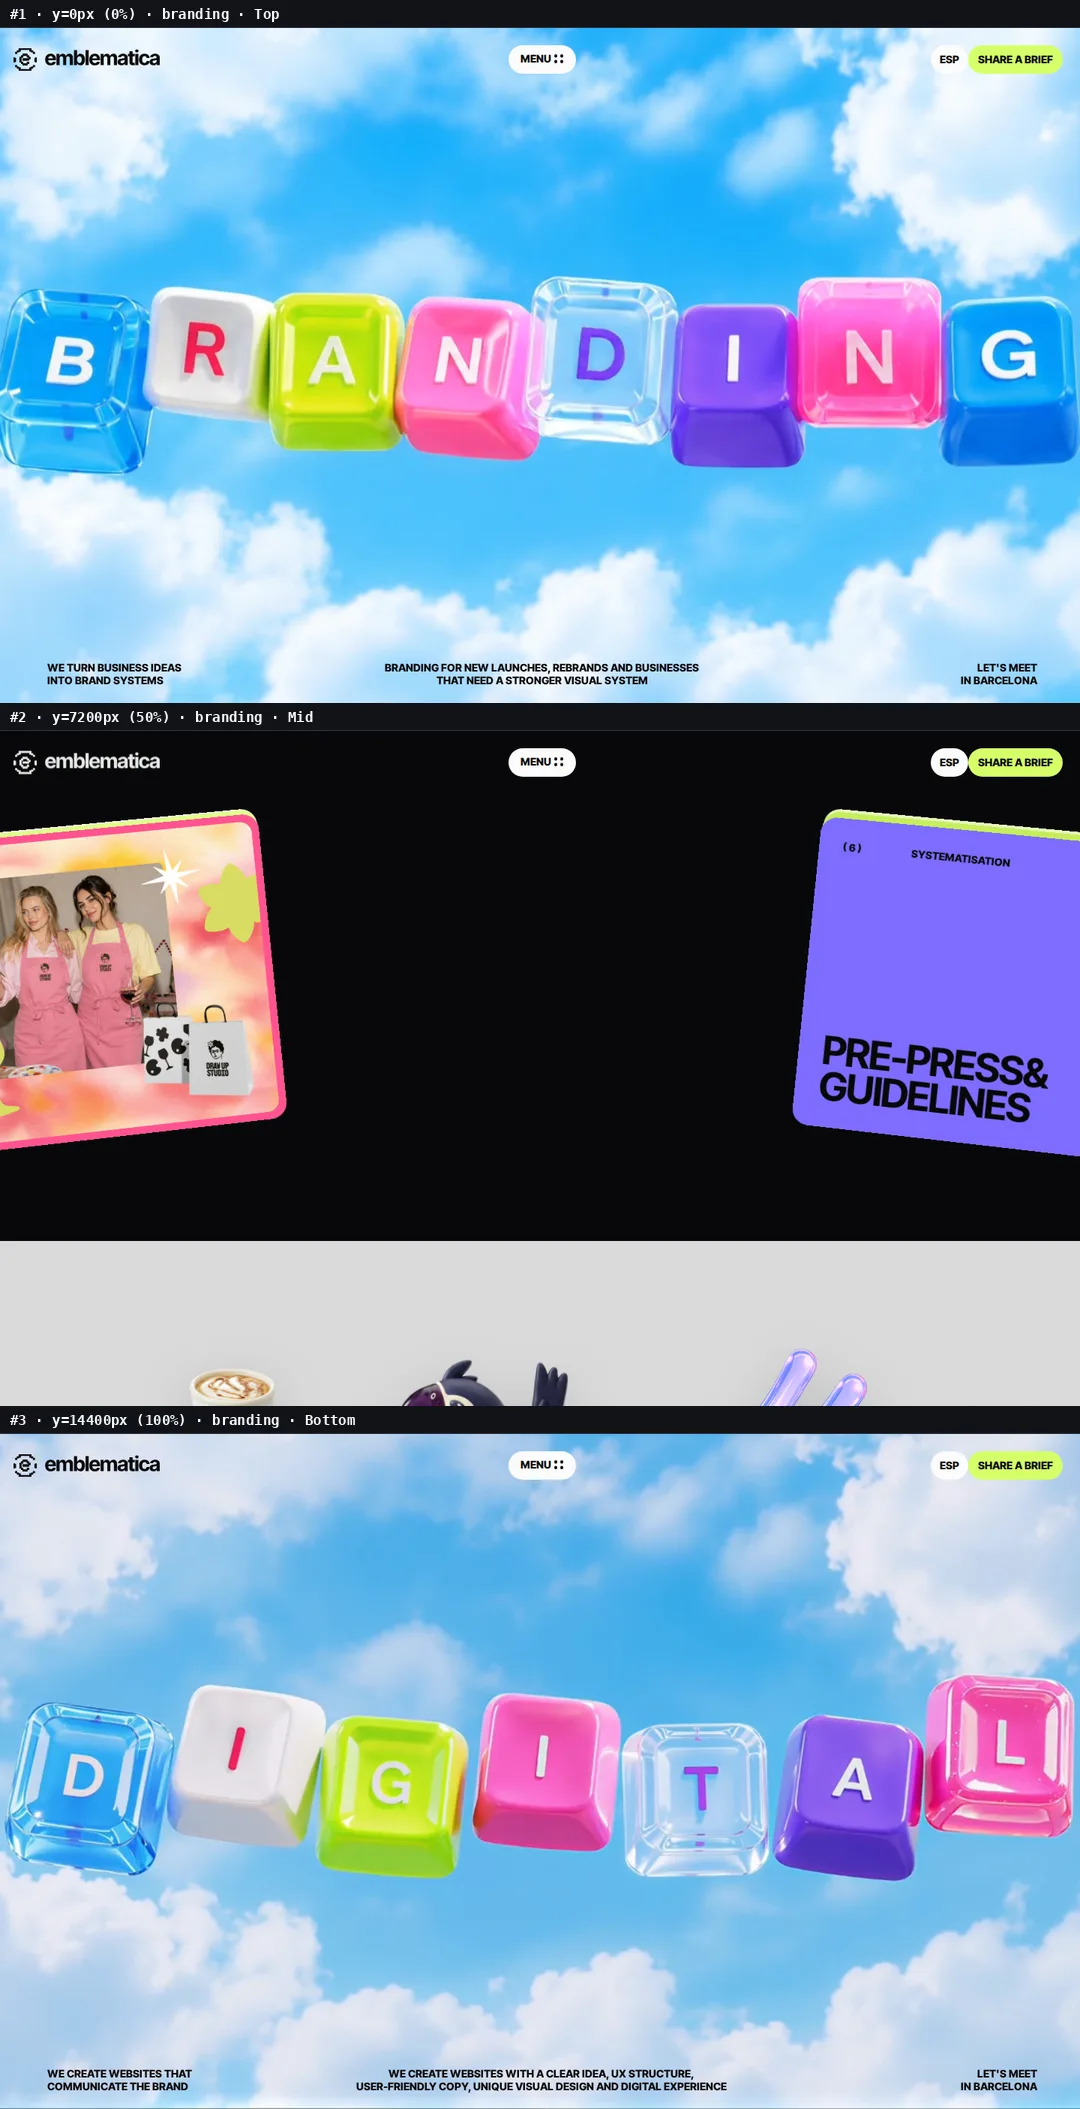 #1 · y=0px (0%) · branding · Top
emblematica
MENU
ESP
SHARE A BRIEF
BRANDING
WE TURN BUSINESS IDEAS
INTO BRAND SYSTEMS
BRANDING FOR NEW LAUNCHES, REBRANDS AND BUSINESSES
THAT NEED A STRONGER VISUAL SYSTEM
LET'S MEET
IN BARCELONA
#2 · y=7200px (50%) · branding · Mid
emblematica
MENU
ESP
SHARE A BRIEF
DRAW UP
STUDIO
(6)
SYSTEMATISATION
PRE-PRESS&
GUIDELINES
#3 · y=14400px (100%) · branding · Bottom
emblematica
MENU
ESP
SHARE A BRIEF
DIGITAL
WE CREATE WEBSITES THAT
COMMUNICATE THE BRAND
WE CREATE WEBSITES WITH A CLEAR IDEA, UX STRUCTURE,
USER-FRIENDLY COPY, UNIQUE VISUAL DESIGN AND DIGITAL EXPERIENCE
LET'S MEET
IN BARCELONA